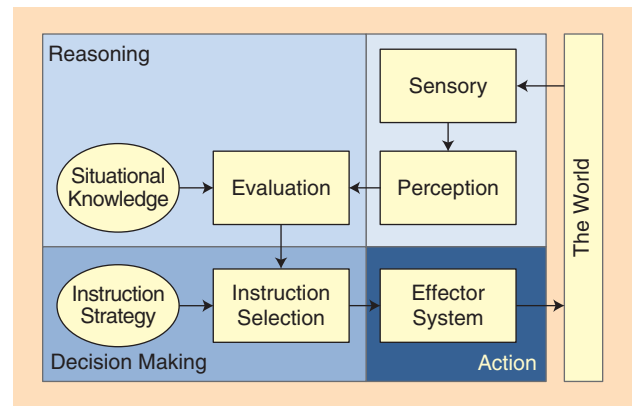 Reasoning
Sensory
Situational
Knowledge
Evaluation
Perception
The World
Instruction
Strategy
Instruction
Selection
Effector
System
Decision Making
Action